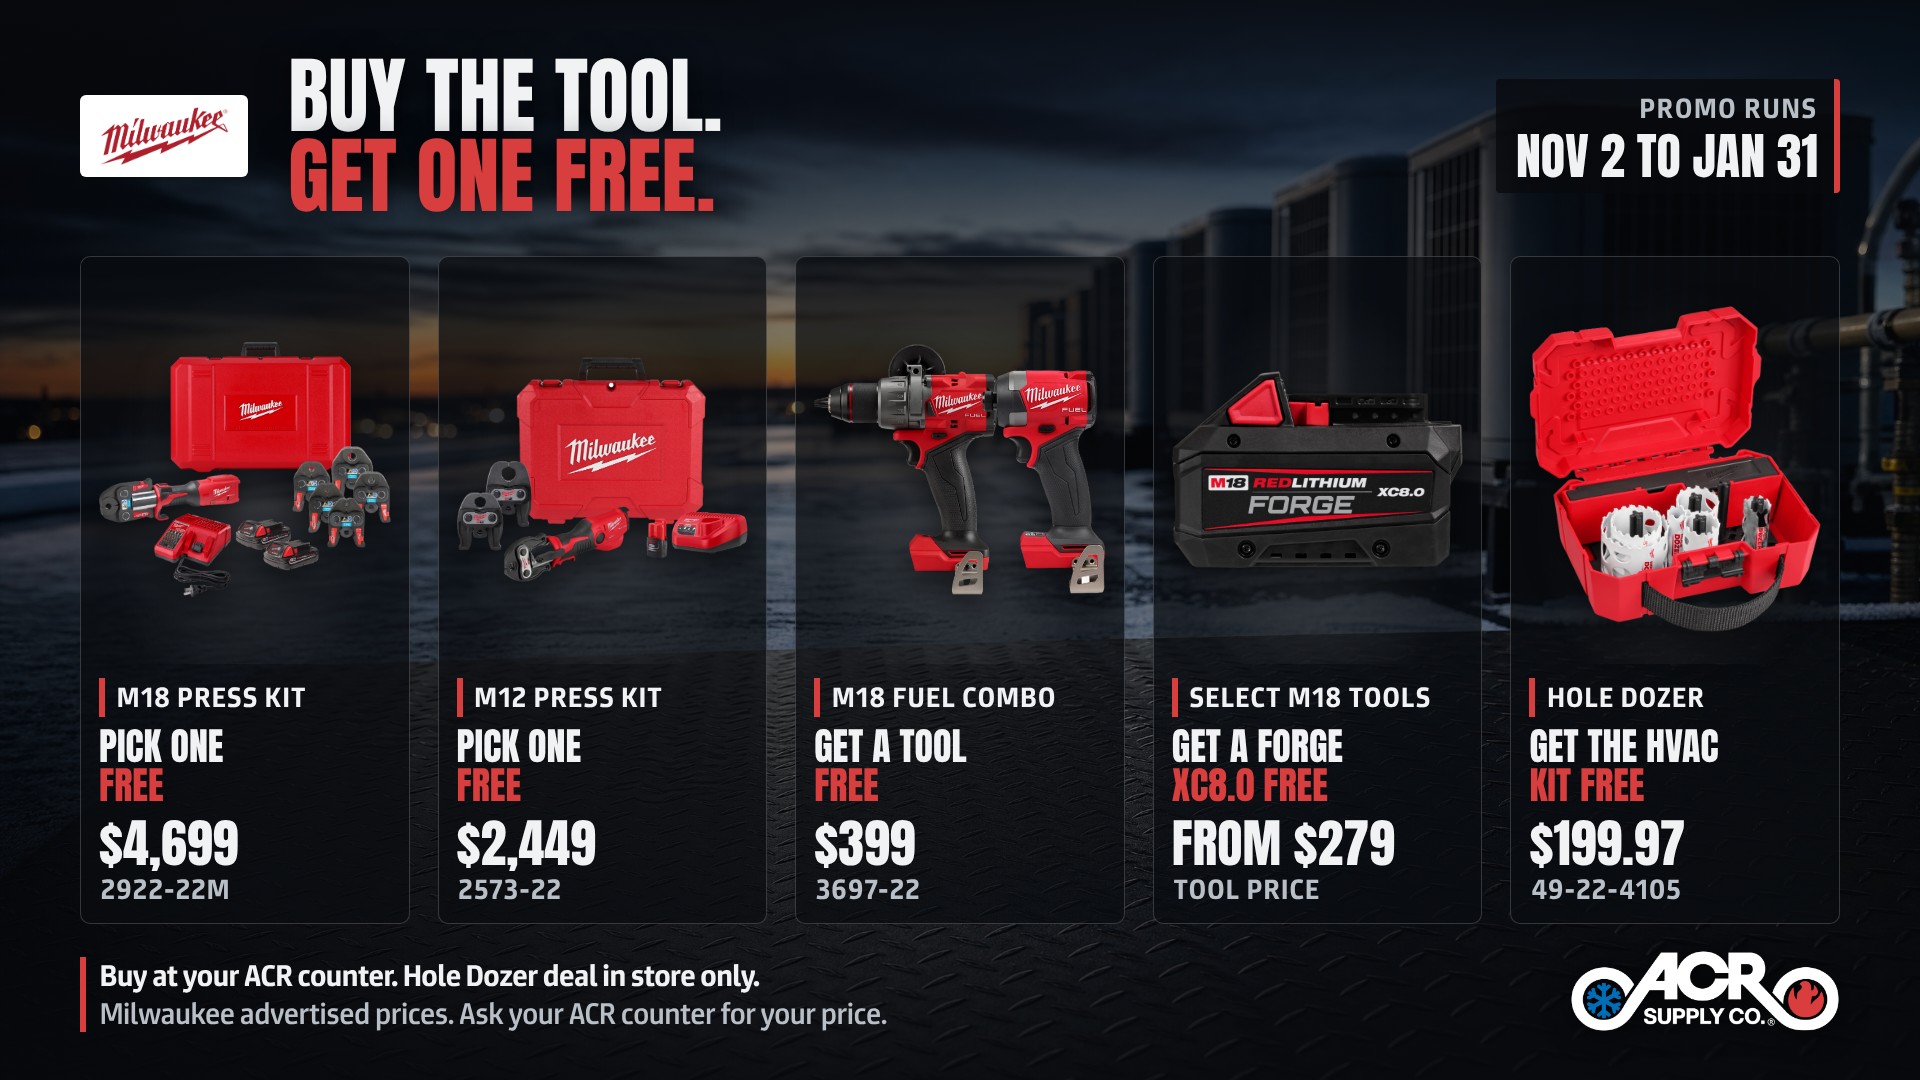 Milwaukee
BUY THE TOOL.
GET ONE FREE.
PROMO RUNS
NOV 2 TO JAN 31
Milwaukee
Milwaukee
Milwaukee
FUEL
Milwaukee
FUEL
M18 REDLITHIUM
FORGE
XC8.0
M18 PRESS KIT
PICK ONE
FREE
$4,699
2922-22M
M12 PRESS KIT
PICK ONE
FREE
$2,449
2573-22
M18 FUEL COMBO
GET A TOOL
FREE
$399
3697-22
SELECT M18 TOOLS
GET A FORGE
XC8.0 FREE
FROM $279
TOOL PRICE
HOLE DOZER
GET THE HVAC
KIT FREE
$199.97
49-22-4105
Buy at your ACR counter. Hole Dozer deal in store only.
Milwaukee advertised prices. Ask your ACR counter for your price.
ACR
SUPPLY CO.®